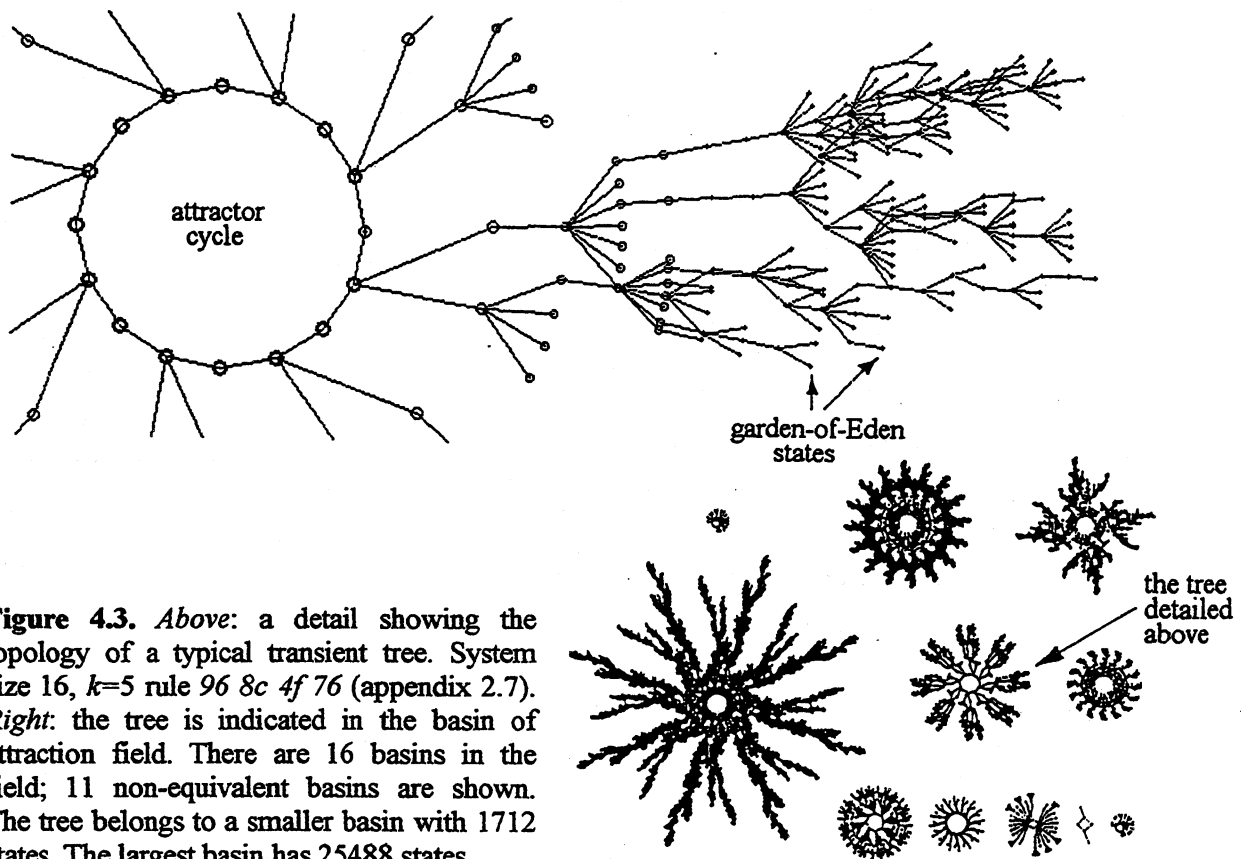 attractor
cycle
garden-of-Eden
states
the tree
detailed
above
igure 4.3. Above: a detail showing the
opology of a typical transient tree. System
ize 16, k=5 rule 96 8c 4f 76 (appendix 2.7).
Right: the tree is indicated in the basin of
ttraction field. There are 16 basins in the
ield; 11 non-equivalent basins are shown.
The tree belongs to a smaller basin with 1712
states. The largest basin has 25488 states